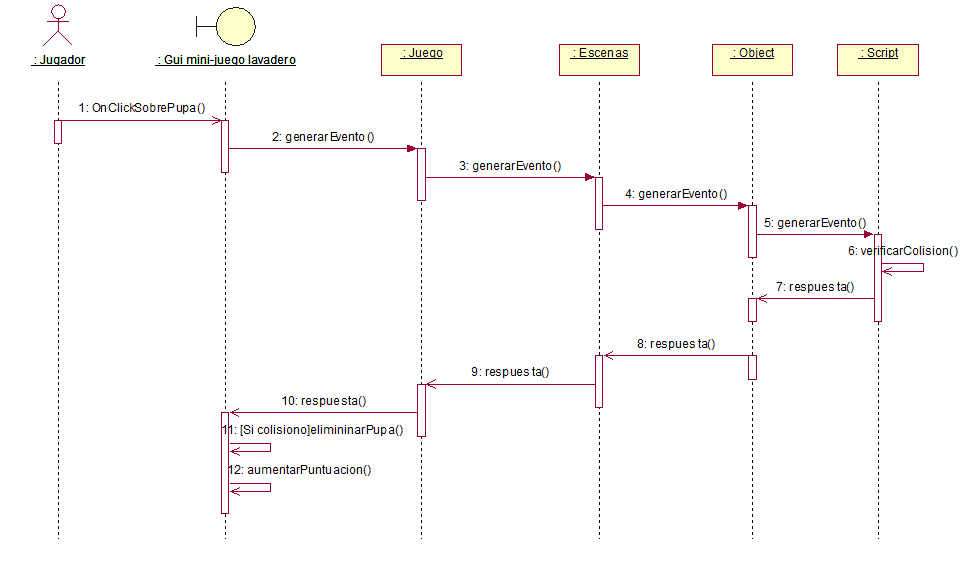 : Jugador
: Gui mini-juego lavadero
: Juego
: Escenas
: Object
: Script
1: OnClickSobrePupa()
2: generarEvento()
3: generarEvento()
4: generarEvento()
5: generarEvento()
6: verificarColision()
7: respuesta()
8: respuesta()
9: respuesta()
10: respuesta()
11: [Si colisiono]elimininarPupa()
12: aumentarPuntuacion()